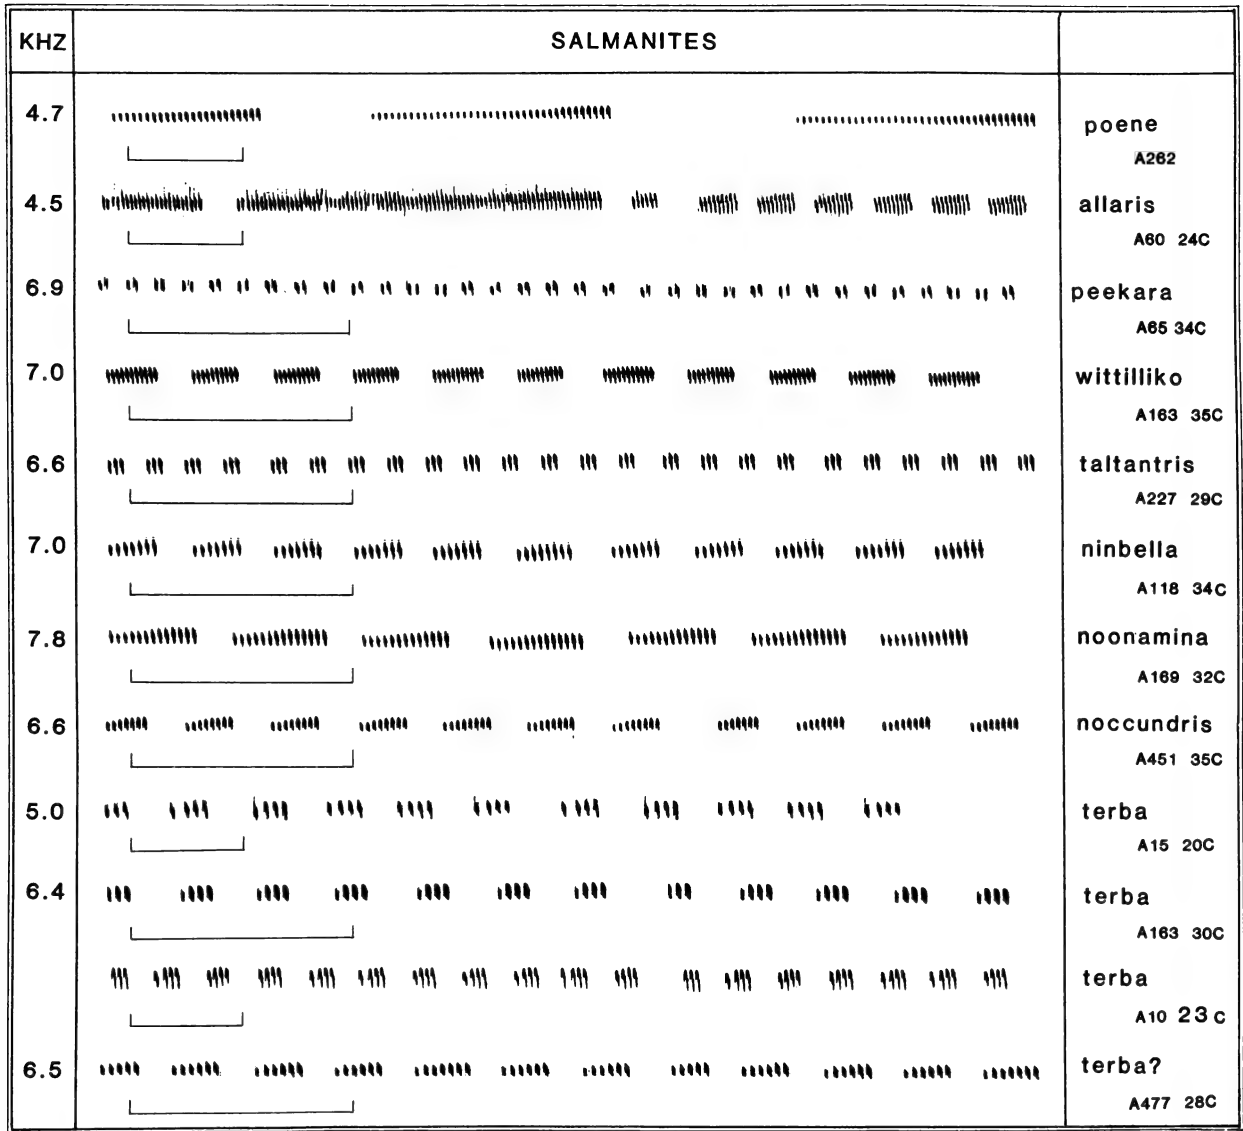 KHZ SALMANITES
4.7 poene
A262
4.5 allaris
A60 24C
6.9 peekara
A65 34C
7.0 wittilliko
A163 35C
6.6 taltantris
A227 29C
7.0 ninbella
A118 34C
7.8 noonamina
A169 32C
6.6 noccundris
A451 35C
5.0 terba
A15 20C
6.4 terba
A163 30C
terba
A10 23C
6.5 terba?
A477 28C